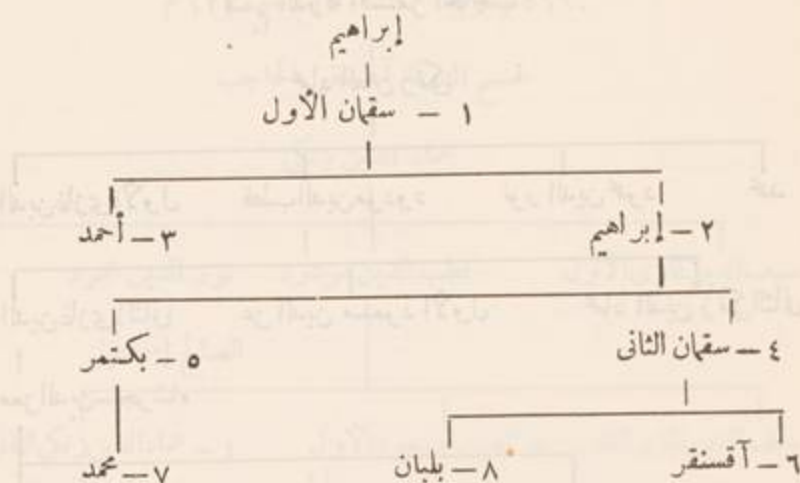 إبراهيم
١ – سقمان الأول
٢ – إبراهيم
٣ – أحمد
٤ – سقمان الثانى
٥ – بكتمر
٦ – آقسنقر
٨ – بلبان
٧ – محمد